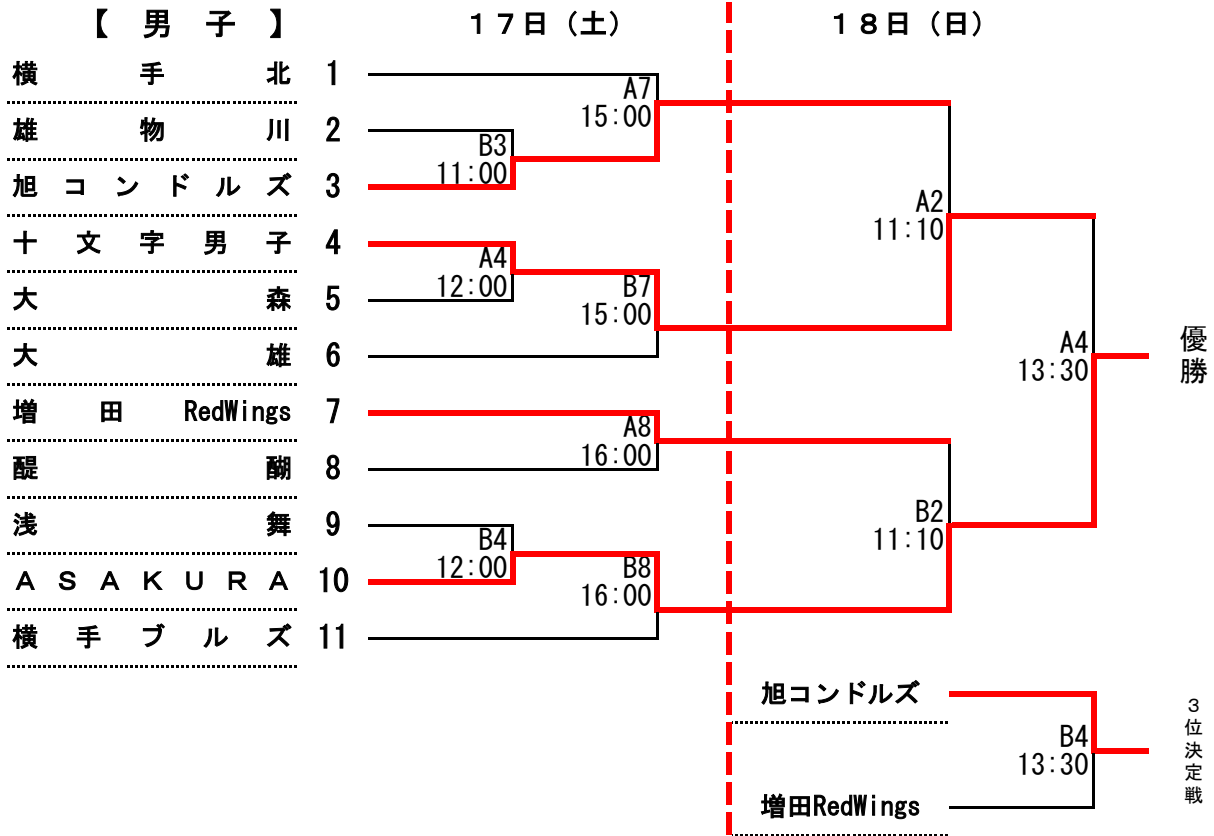 【 男 子 】 １７日（土） １８日（日）
横手北 1
A7
15:00
雄物川 2
B3
11:00
旭コンドルズ 3
A2
11:10
十文字男子 4
A4
12:00
B7
15:00
大森 5
大雄 6
A4
13:30
優勝
増田 RedWings 7
A8
16:00
醍醐 8
B2
11:10
浅舞 9
B4
12:00
B8
16:00
ＡＳＡＫＵＲＡ 10
横手ブルズ 11
旭コンドルズ
B4
13:30
３位決定戦
増田RedWings